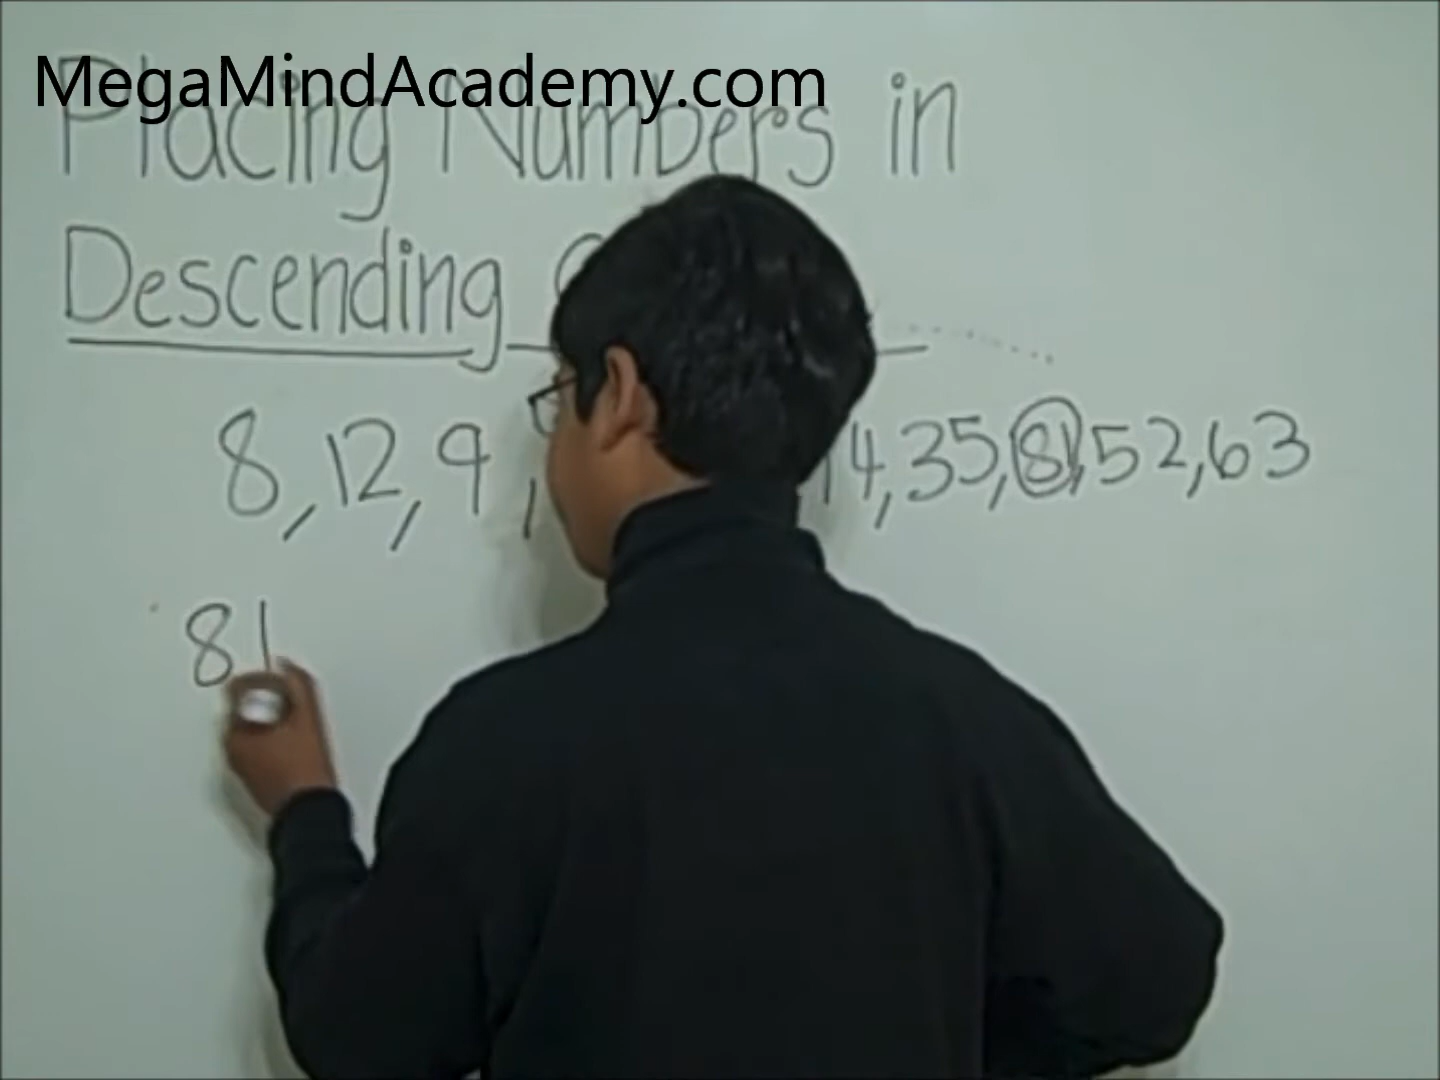 MegaMindAcademy.com
Placing Numbers in
Descending
8, 12, 9, 14, 35, 81, 52, 63
81